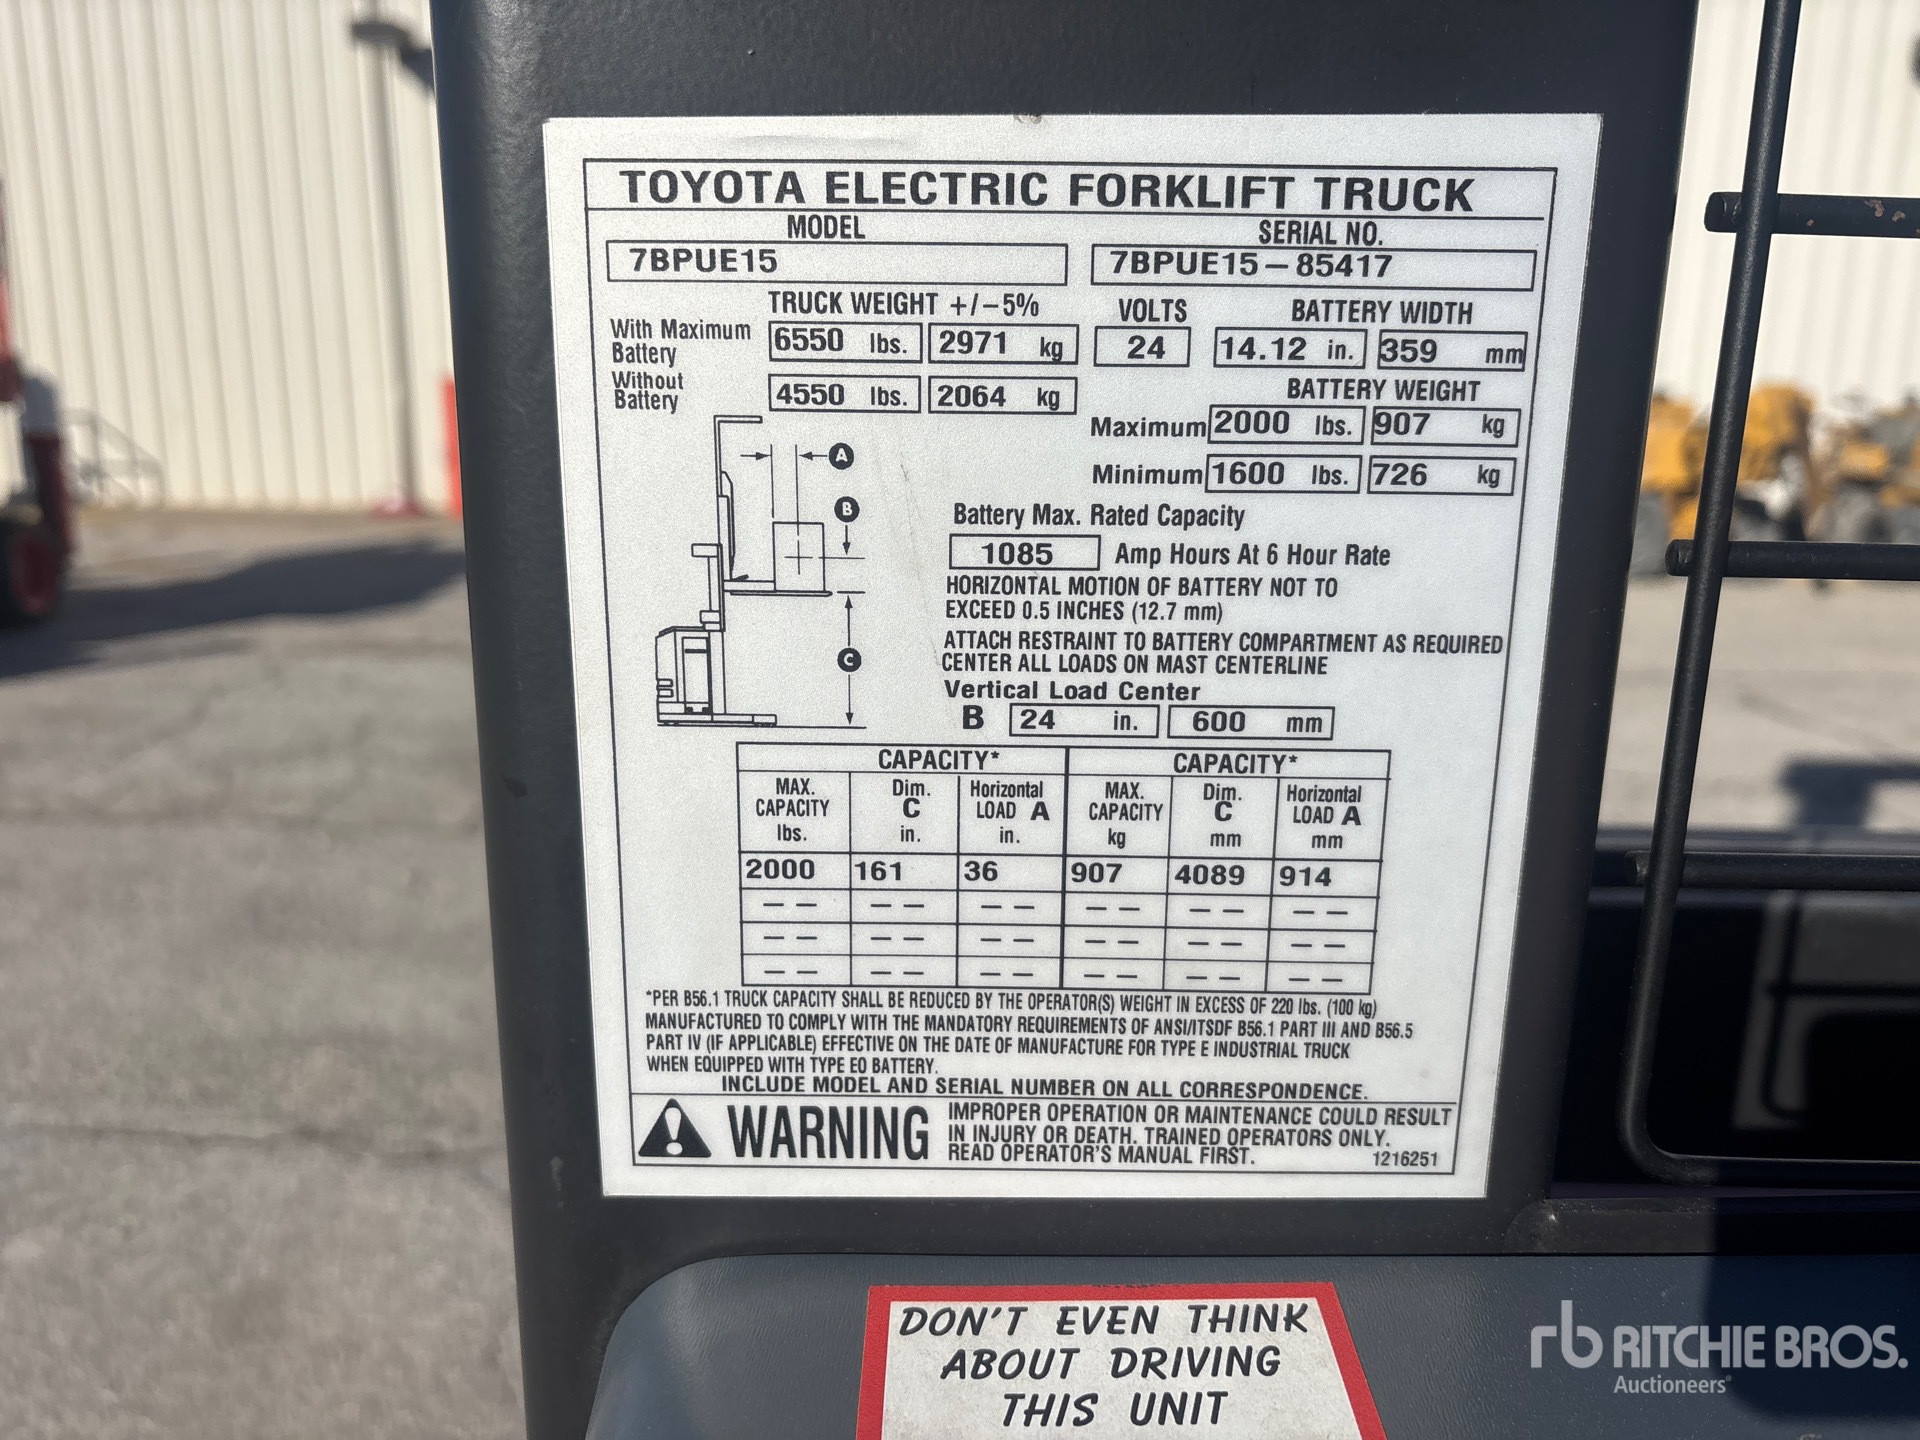 TOYOTA ELECTRIC FORKLIFT TRUCK
MODEL SERIAL NO.
7BPUE15 7BPUE15-85417
TRUCK WEIGHT +/-5% VOLTS BATTERY WIDTH
With Maximum Battery 6550 lbs. 2971 kg 24 14.12 in. 359 mm
Without Battery 4550 lbs. 2064 kg
BATTERY WEIGHT
Maximum 2000 lbs. 907 kg
Minimum 1600 lbs. 726 kg
A
B
C
Battery Max. Rated Capacity
1085 Amp Hours At 6 Hour Rate
HORIZONTAL MOTION OF BATTERY NOT TO
EXCEED 0.5 INCHES (12.7 mm)
ATTACH RESTRAINT TO BATTERY COMPARTMENT AS REQUIRED
CENTER ALL LOADS ON MAST CENTERLINE
Vertical Load Center
B 24 in. 600 mm
CAPACITY* CAPACITY*
MAX. CAPACITY lbs. Dim. C in. Horizontal LOAD A in. MAX. CAPACITY kg Dim. C mm Horizontal LOAD A mm
2000 161 36 907 4089 914
-- -- -- -- -- --
-- -- -- -- -- --
-- -- -- -- -- --
*PER B56.1 TRUCK CAPACITY SHALL BE REDUCED BY THE OPERATOR(S) WEIGHT IN EXCESS OF 220 lbs. (100 kg)
MANUFACTURED TO COMPLY WITH THE MANDATORY REQUIREMENTS OF ANSI/ITSDF B56.1 PART III AND B56.5
PART IV (IF APPLICABLE) EFFECTIVE ON THE DATE OF MANUFACTURE FOR TYPE E INDUSTRIAL TRUCK
WHEN EQUIPPED WITH TYPE EO BATTERY.
INCLUDE MODEL AND SERIAL NUMBER ON ALL CORRESPONDENCE.
WARNING
IMPROPER OPERATION OR MAINTENANCE COULD RESULT
IN INJURY OR DEATH. TRAINED OPERATORS ONLY.
READ OPERATOR'S MANUAL FIRST. 1216251
DON'T EVEN THINK
ABOUT DRIVING
THIS UNIT
rb RITCHIE BROS.
Auctioneers